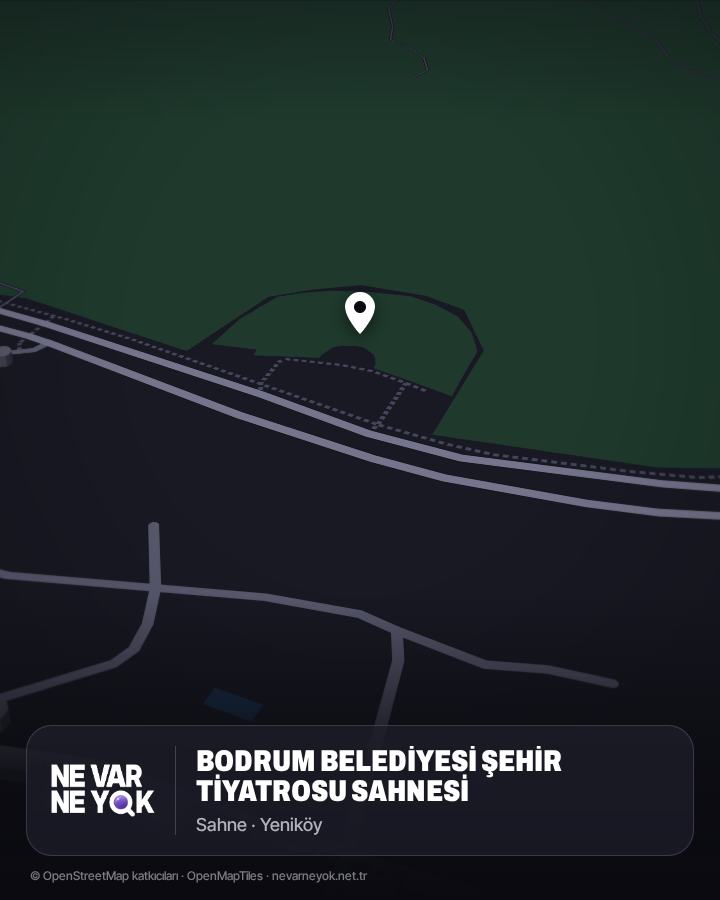 NE VAR
NE YOK
BODRUM BELEDİYESİ ŞEHİR
TİYATROSU SAHNESİ
Sahne · Yeniköy
© OpenStreetMap katkıcıları · OpenMapTiles · nevarneyok.net.tr